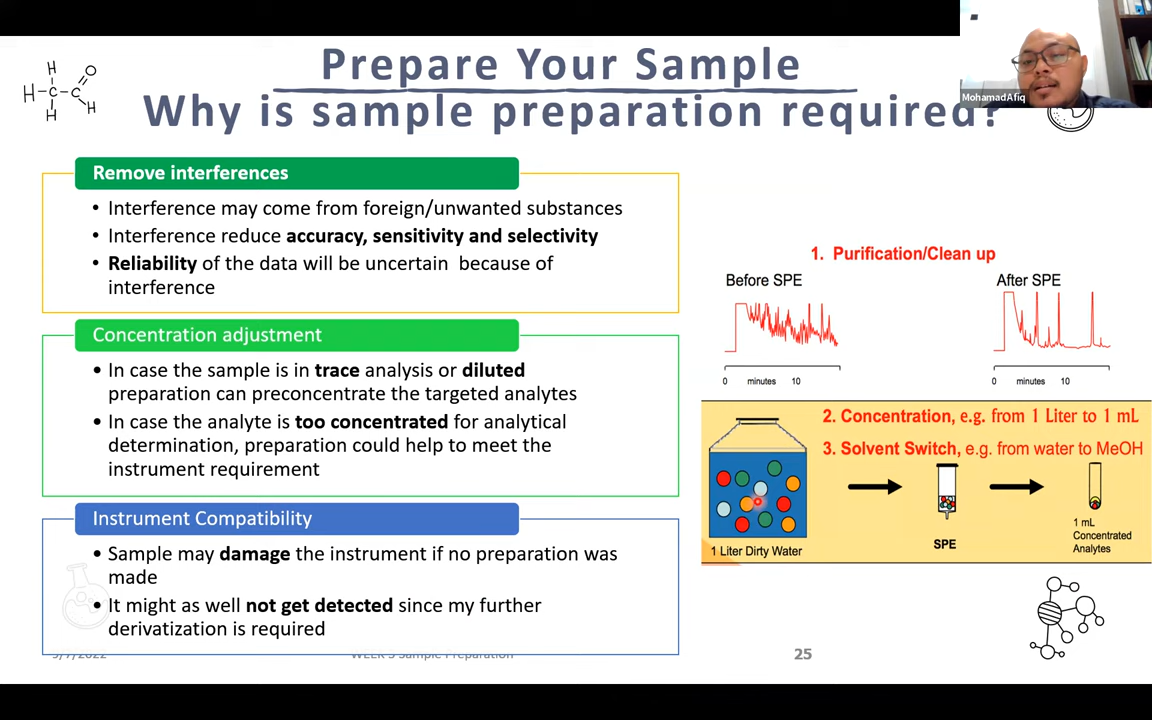 Prepare Your Sample
Why is sample preparation required?
MohamadAfiq
H
O
H
C
C
H
H
Remove interferences
• Interference may come from foreign/unwanted substances
• Interference reduce accuracy, sensitivity and selectivity
• Reliability of the data will be uncertain because of
interference
Concentration adjustment
• In case the sample is in trace analysis or diluted
preparation can preconcentrate the targeted analytes
• In case the analyte is too concentrated for analytical
determination, preparation could help to meet the
instrument requirement
Instrument Compatibility
• Sample may damage the instrument if no preparation was
made
• It might as well not get detected since my further
derivatization is required
1. Purification/Clean up
Before SPE
After SPE
0 minutes 10
0 minutes 10
2. Concentration, e.g. from 1 Liter to 1 mL
3. Solvent Switch, e.g. from water to MeOH
1 Liter Dirty Water
SPE
1 mL
Concentrated
Analytes
Sample Preparation
25